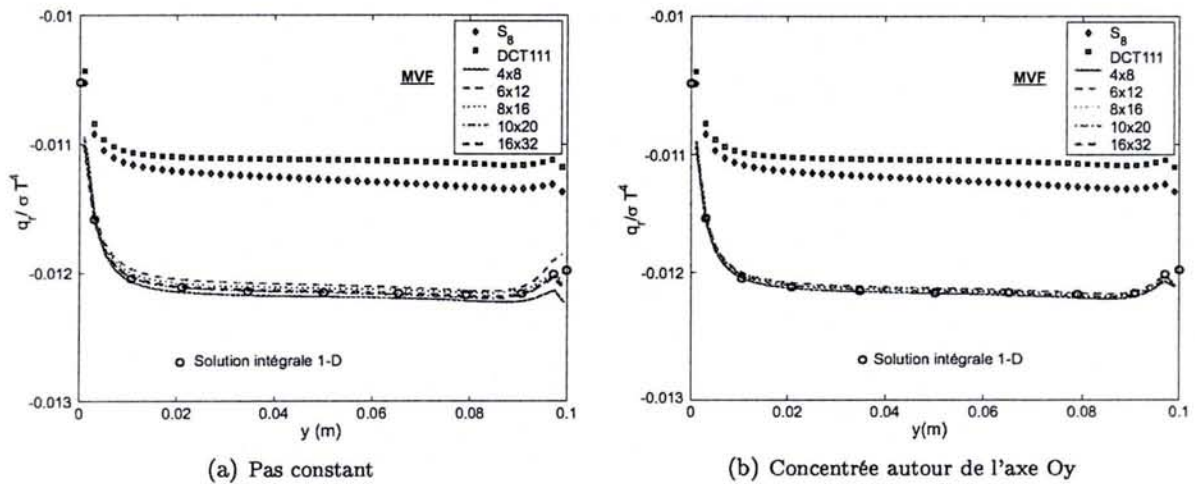 -0.01
-0.011
-0.012
-0.013
q_r/ σ T^4
S_8
DCT111
4x8
6x12
8x16
10x20
16x32
MVF
Solution intégrale 1-D
0
0.02
0.04
0.06
0.08
0.1
y (m)
(a) Pas constant
-0.01
-0.011
-0.012
-0.013
q_r/ σ T^4
S_8
DCT111
4x8
6x12
8x16
10x20
16x32
MVF
Solution intégrale 1-D
0
0.02
0.04
0.06
0.08
0.1
y(m)
(b) Concentrée autour de l'axe Oy